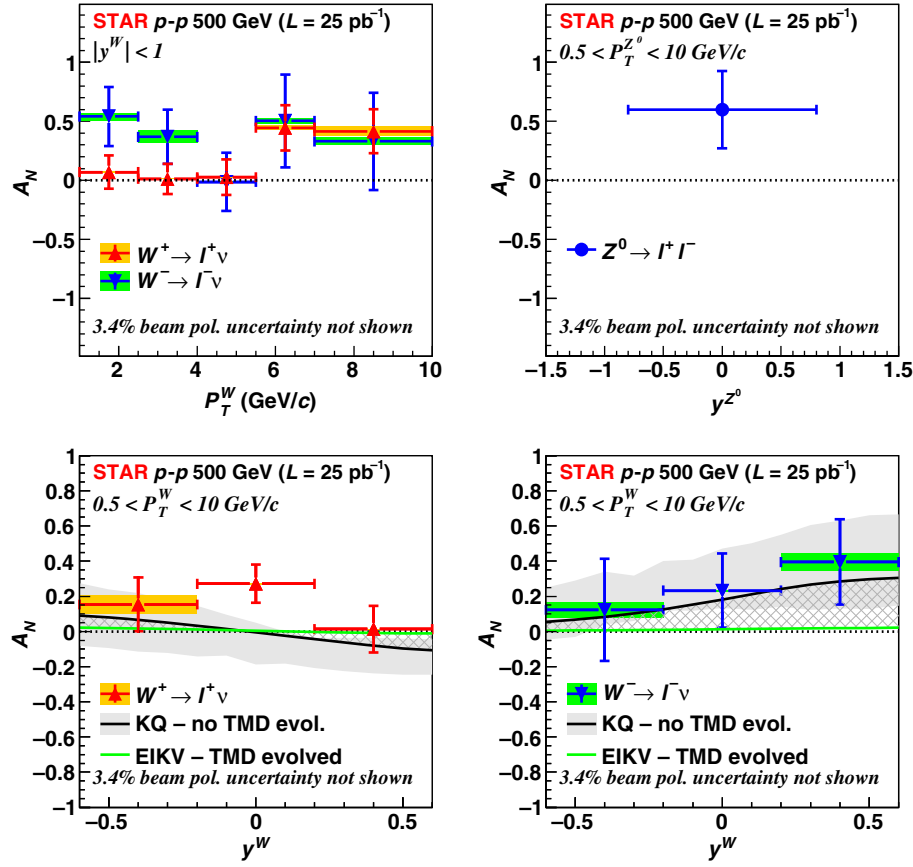 STAR p-p 500 GeV (L = 25 pb⁻¹)
|y^W| < 1
1
0.5
0
−0.5
−1
A_N
W⁺ → l⁺ν
W⁻ → l⁻ν
3.4% beam pol. uncertainty not shown
2 4 6 8 10
P_T^W (GeV/c)
STAR p-p 500 GeV (L = 25 pb⁻¹)
0.5 < P_T^{Z⁰} < 10 GeV/c
1
0.5
0
−0.5
−1
A_N
Z⁰ → l⁺ l⁻
3.4% beam pol. uncertainty not shown
−1.5 −1 −0.5 0 0.5 1 1.5
y^{Z⁰}
STAR p-p 500 GeV (L = 25 pb⁻¹)
0.5 < P_T^W < 10 GeV/c
1
0.8
0.6
0.4
0.2
0
−0.2
−0.4
−0.6
−0.8
−1
A_N
W⁺ → l⁺ν
KQ – no TMD evol.
EIKV – TMD evolved
3.4% beam pol. uncertainty not shown
−0.5 0 0.5
y^W
STAR p-p 500 GeV (L = 25 pb⁻¹)
0.5 < P_T^W < 10 GeV/c
1
0.8
0.6
0.4
0.2
0
−0.2
−0.4
−0.6
−0.8
−1
A_N
W⁻ → l⁻ν
KQ – no TMD evol.
EIKV – TMD evolved
3.4% beam pol. uncertainty not shown
−0.5 0 0.5
y^W